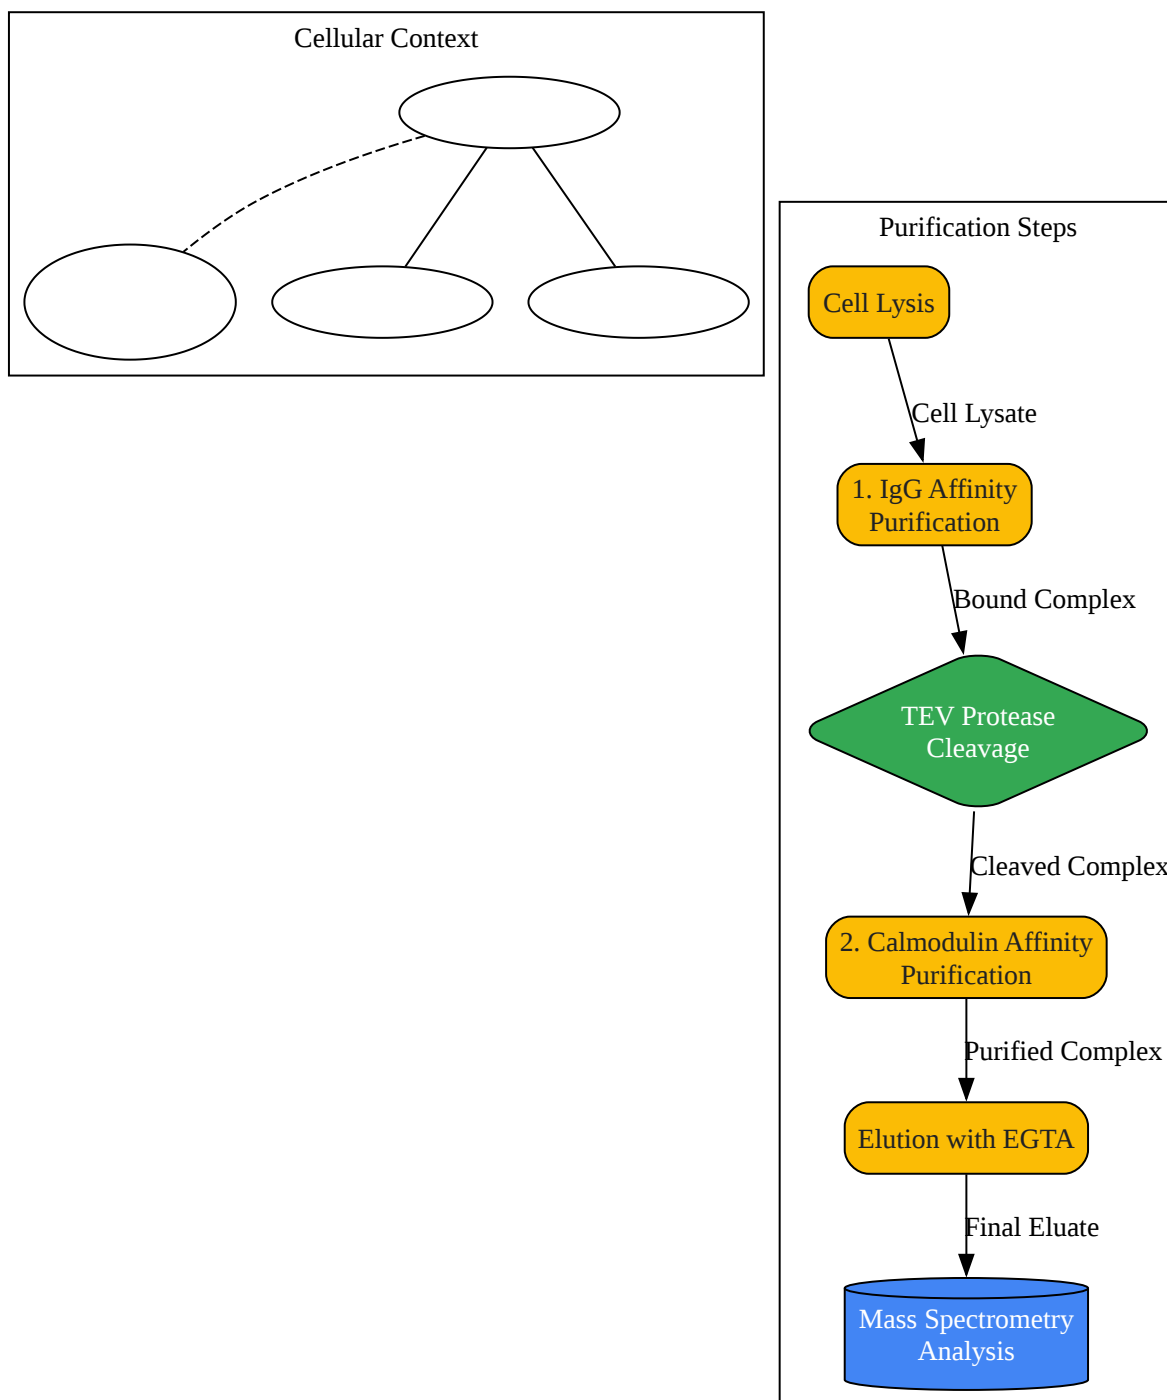 Cellular Context
Purification Steps
Cell Lysis
Cell Lysate
1. IgG Affinity
Purification
Bound Complex
TEV Protease
Cleavage
Cleaved Complex
2. Calmodulin Affinity
Purification
Purified Complex
Elution with EGTA
Final Eluate
Mass Spectrometry
Analysis